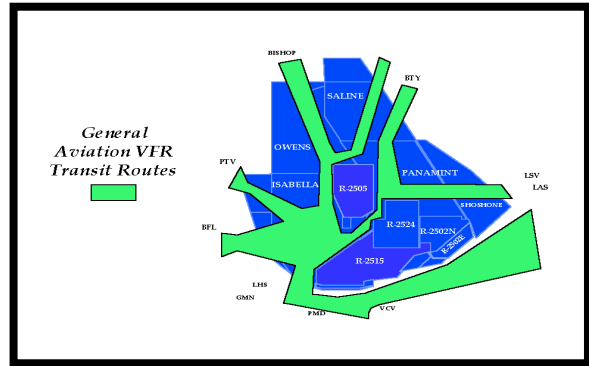 General
Aviation VFR
Transit Routes
BISHOP
BTY
SALINE
OWENS
PTV
ISABELLA
PANAMINT
R-2505
LSV
LAS
SHOSHONE
BFL
R-2524
R-2502N
R-2502E
R-2515
LHS
GMN
PMD
VCV